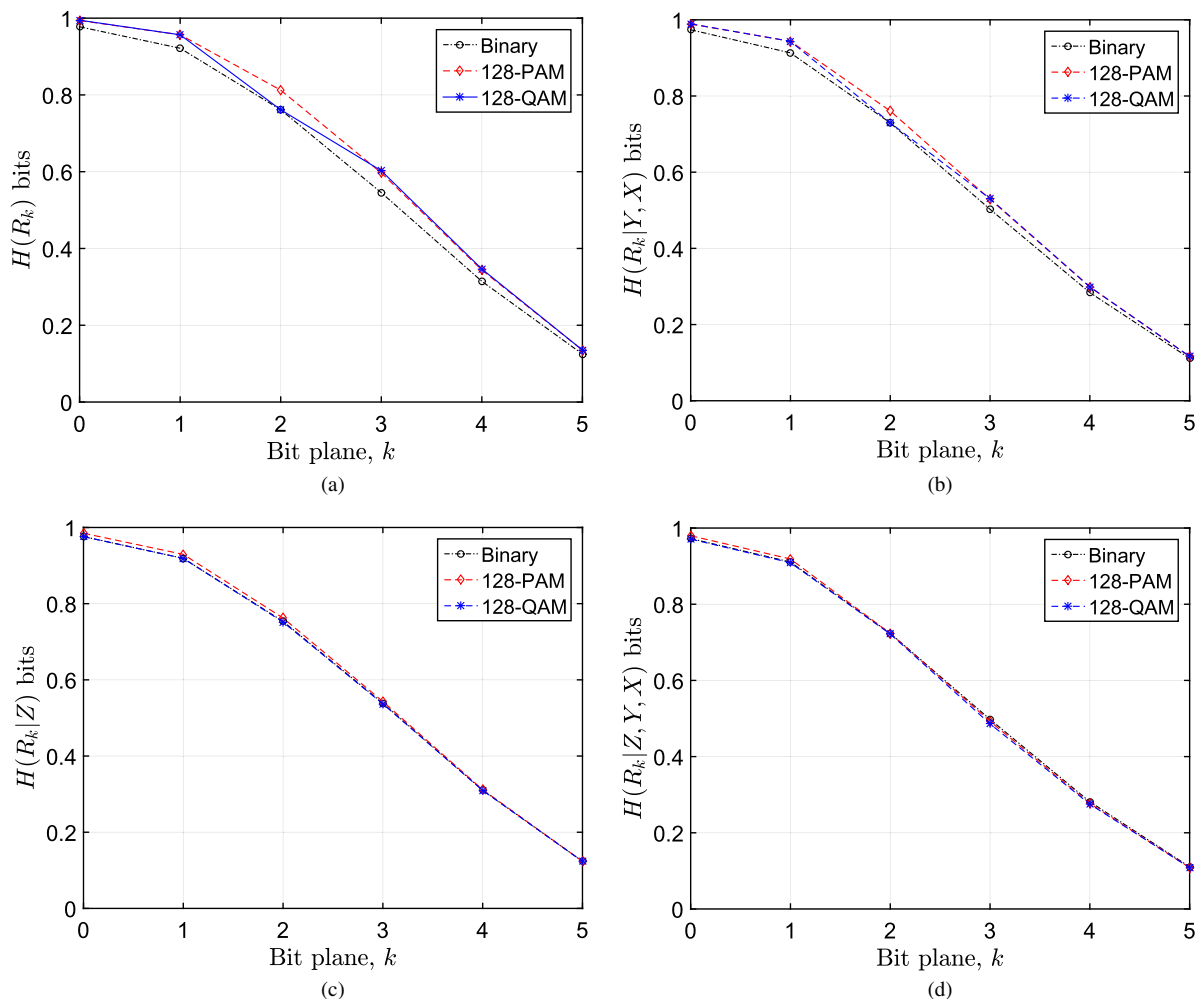 1
0.8
0.6
0.4
0.2
0
H(R_k) bits
Binary
128-PAM
128-QAM
0 1 2 3 4 5
Bit plane, k
(a)
1
0.8
0.6
0.4
0.2
0
H(R_k|Y, X) bits
Binary
128-PAM
128-QAM
0 1 2 3 4 5
Bit plane, k
(b)
1
0.8
0.6
0.4
0.2
0
H(R_k|Z) bits
Binary
128-PAM
128-QAM
0 1 2 3 4 5
Bit plane, k
(c)
1
0.8
0.6
0.4
0.2
0
H(R_k|Z, Y, X) bits
Binary
128-PAM
128-QAM
0 1 2 3 4 5
Bit plane, k
(d)